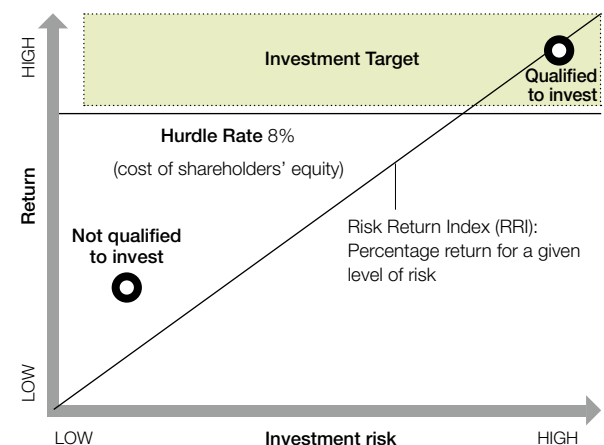 HIGH
Investment Target
Qualified
to invest
Hurdle Rate 8%
(cost of shareholders’ equity)
Return
Risk Return Index (RRI):
Percentage return for a given
level of risk
Not qualified
to invest
LOW
LOW
Investment risk
HIGH